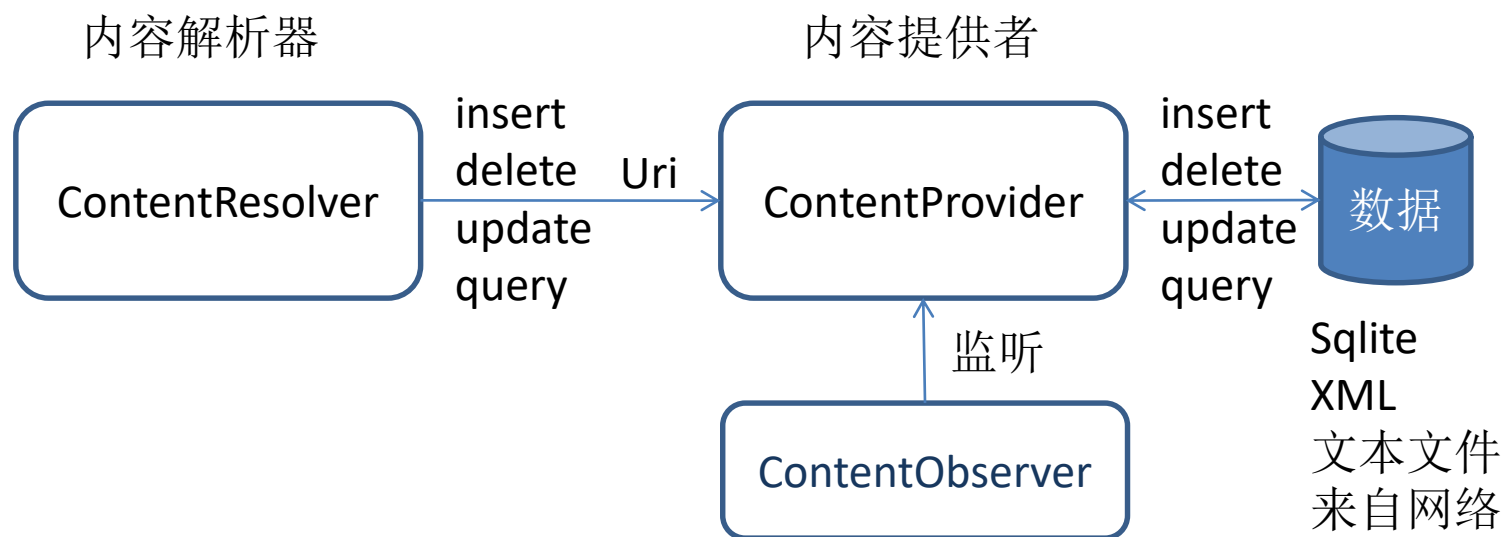 内容解析器
内容提供者
ContentResolver
insert
delete
update
query
Uri
ContentProvider
insert
delete
update
query
数据
监听
ContentObserver
Sqlite
XML
文本文件
来自网络